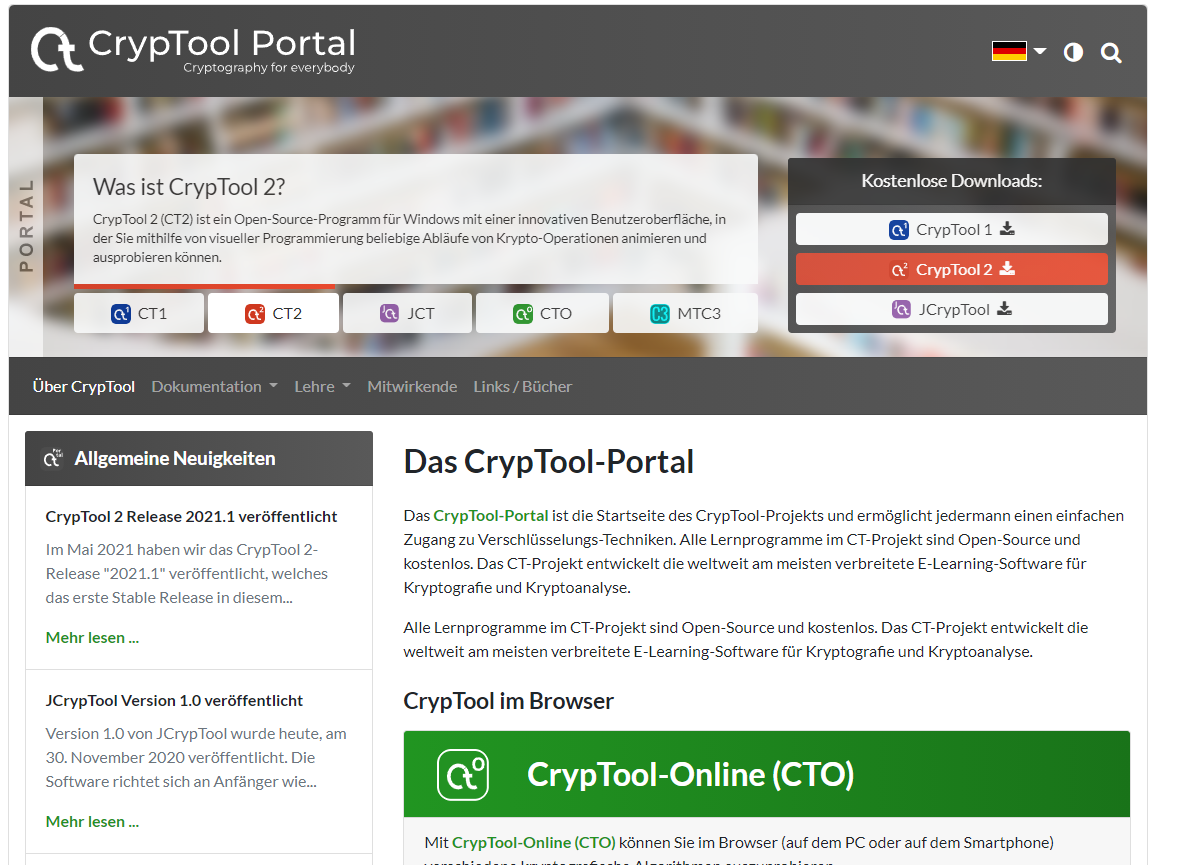 CrypTool Portal
Cryptography for everybody
PORTAL
Was ist CrypTool 2?
CrypTool 2 (CT2) ist ein Open-Source-Programm für Windows mit einer innovativen Benutzeroberfläche, in
der Sie mithilfe von visueller Programmierung beliebige Abläufe von Krypto-Operationen animieren und
ausprobieren können.
CT1 CT2 JCT CTO MTC3
Kostenlose Downloads:
CrypTool 1
CrypTool 2
JCrypTool
Über CrypTool Dokumentation Lehre Mitwirkende Links / Bücher
Allgemeine Neuigkeiten
CrypTool 2 Release 2021.1 veröffentlicht
Im Mai 2021 haben wir das CrypTool 2-
Release "2021.1" veröffentlicht, welches
das erste Stable Release in diesem...
Mehr lesen ...
JCrypTool Version 1.0 veröffentlicht
Version 1.0 von JCrypTool wurde heute, am
30. November 2020 veröffentlicht. Die
Software richtet sich an Anfänger wie...
Mehr lesen ...
Das CrypTool-Portal
Das CrypTool-Portal ist die Startseite des CrypTool-Projekts und ermöglicht jedermann einen einfachen
Zugang zu Verschlüsselungs-Techniken. Alle Lernprogramme im CT-Projekt sind Open-Source und
kostenlos. Das CT-Projekt entwickelt die weltweit am meisten verbreitete E-Learning-Software für
Kryptografie und Kryptoanalyse.
Alle Lernprogramme im CT-Projekt sind Open-Source und kostenlos. Das CT-Projekt entwickelt die
weltweit am meisten verbreitete E-Learning-Software für Kryptografie und Kryptoanalyse.
CrypTool im Browser
CrypTool-Online (CTO)
Mit CrypTool-Online (CTO) können Sie im Browser (auf dem PC oder auf dem Smartphone)